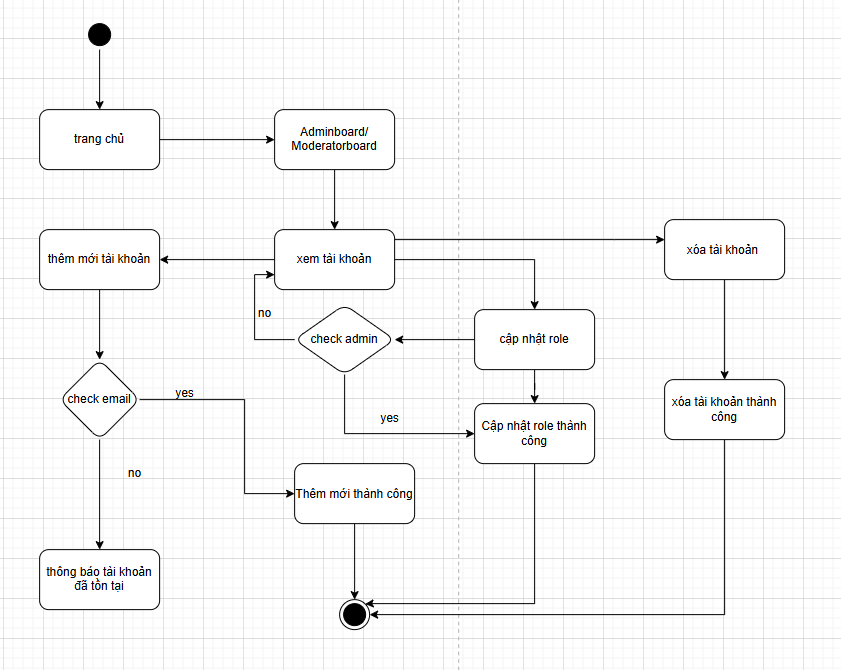 trang chủ
Adminboard/
Moderatorboard
thêm mới tài khoản
xem tài khoản
xóa tài khoản
no
check admin
cập nhật role
check email
yes
xóa tài khoản thành
công
yes
Cập nhật role thành
công
no
Thêm mới thành công
thông báo tài khoản
đã tồn tại